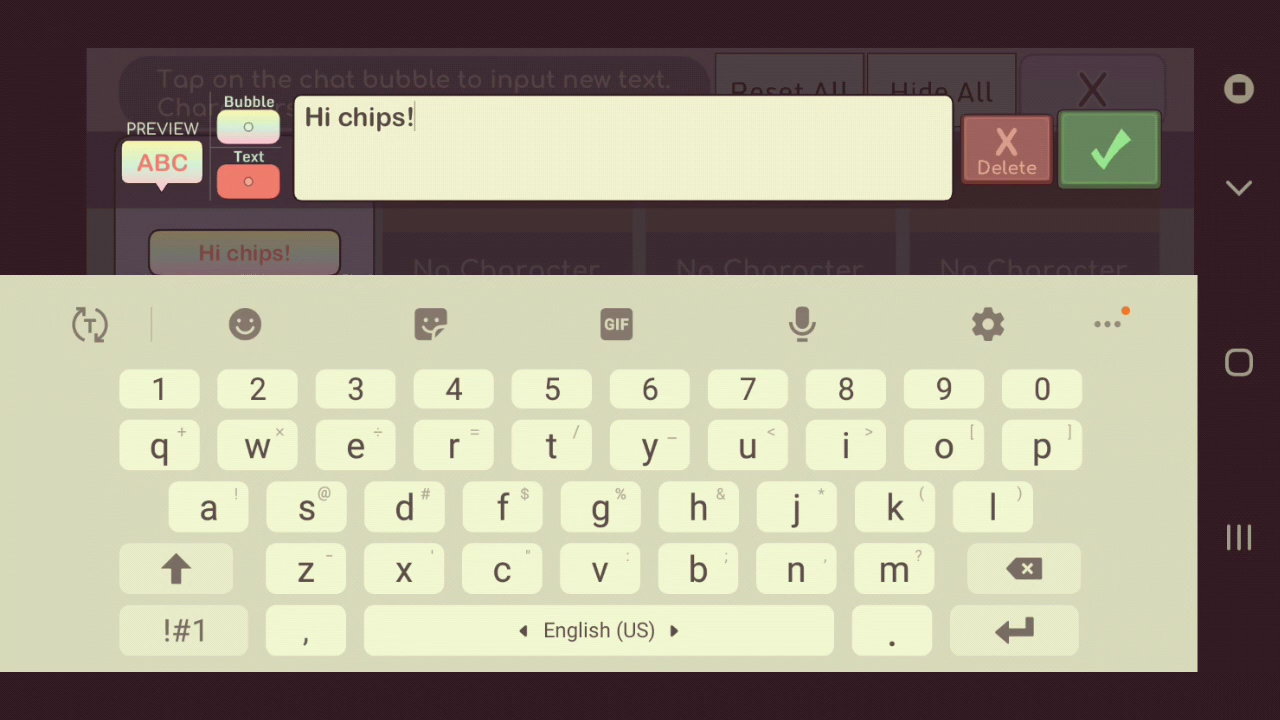 Tap on the chat bubble to input new text.
Reset All
Hide All
X
Bubble
PREVIEW
ABC
Text
Hi chips!
X
Delete
Hi chips!
No Character
No Character
No Character
T
GIF
1 2 3 4 5 6 7 8 9 0
q + w × e ÷ r = t / y _ u < i > o [ p ]
a ! s @ d # f $ g % h & j * k ( l )
z - x ' c " v : b ; n , m ?
!#1 , English (US) .